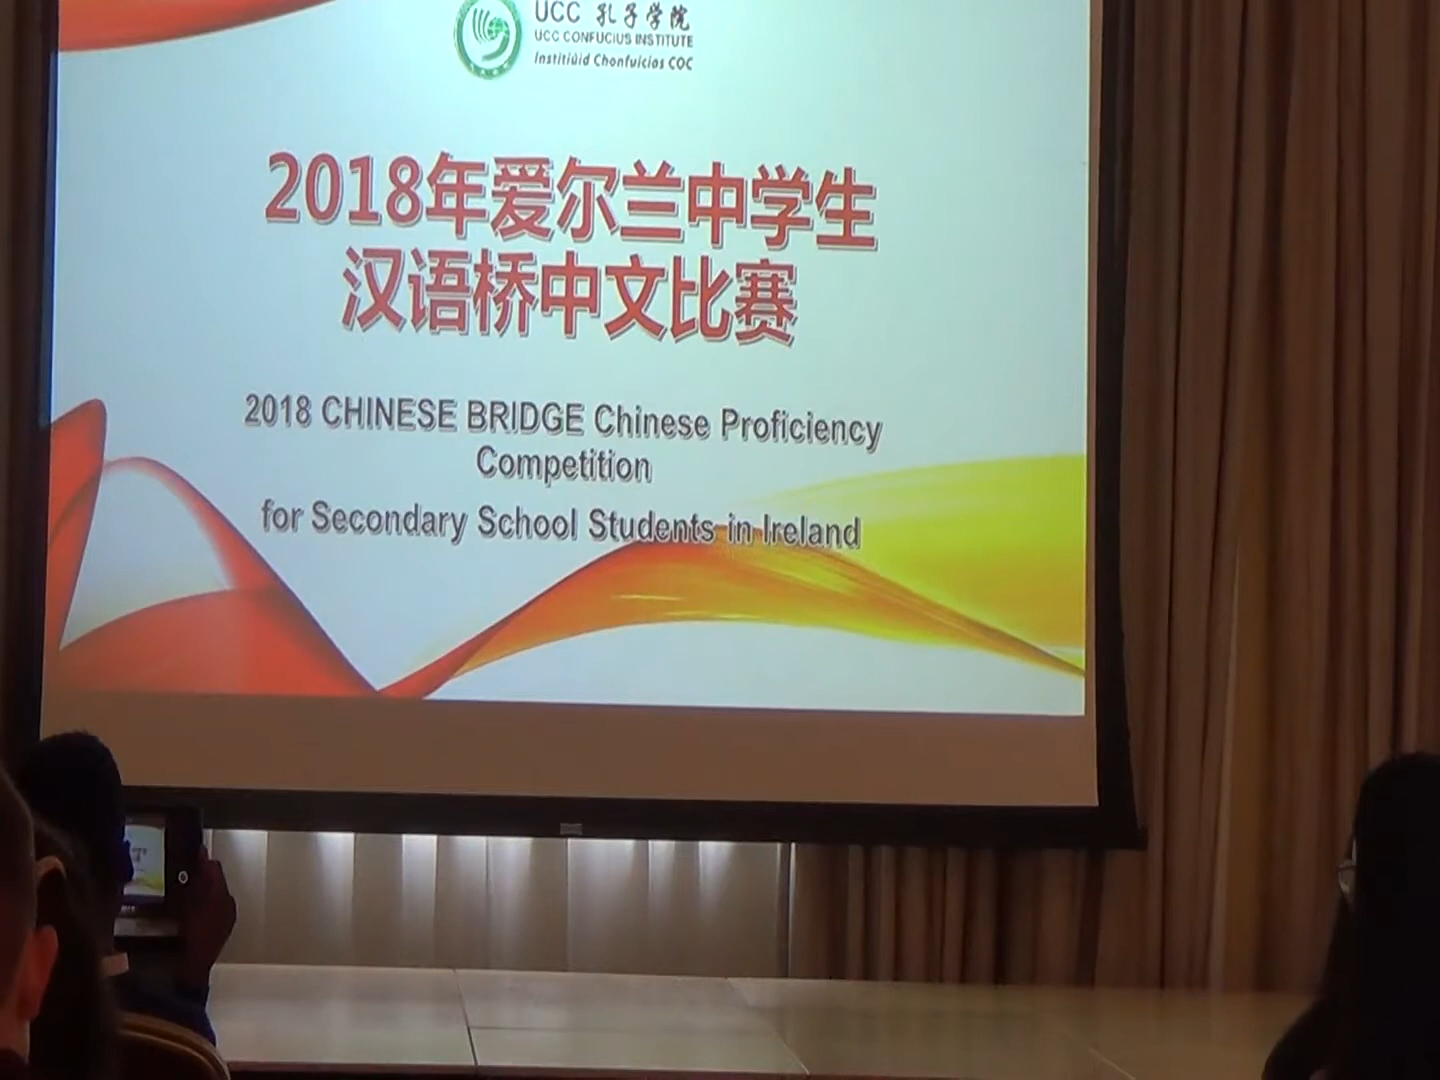 UCC 孔子学院
UCC CONFUCIUS INSTITUTE
Institiúid Chonfuicias COC
2018年爱尔兰中学生
汉语桥中文比赛
2018 CHINESE BRIDGE Chinese Proficiency
Competition
for Secondary School Students in Ireland